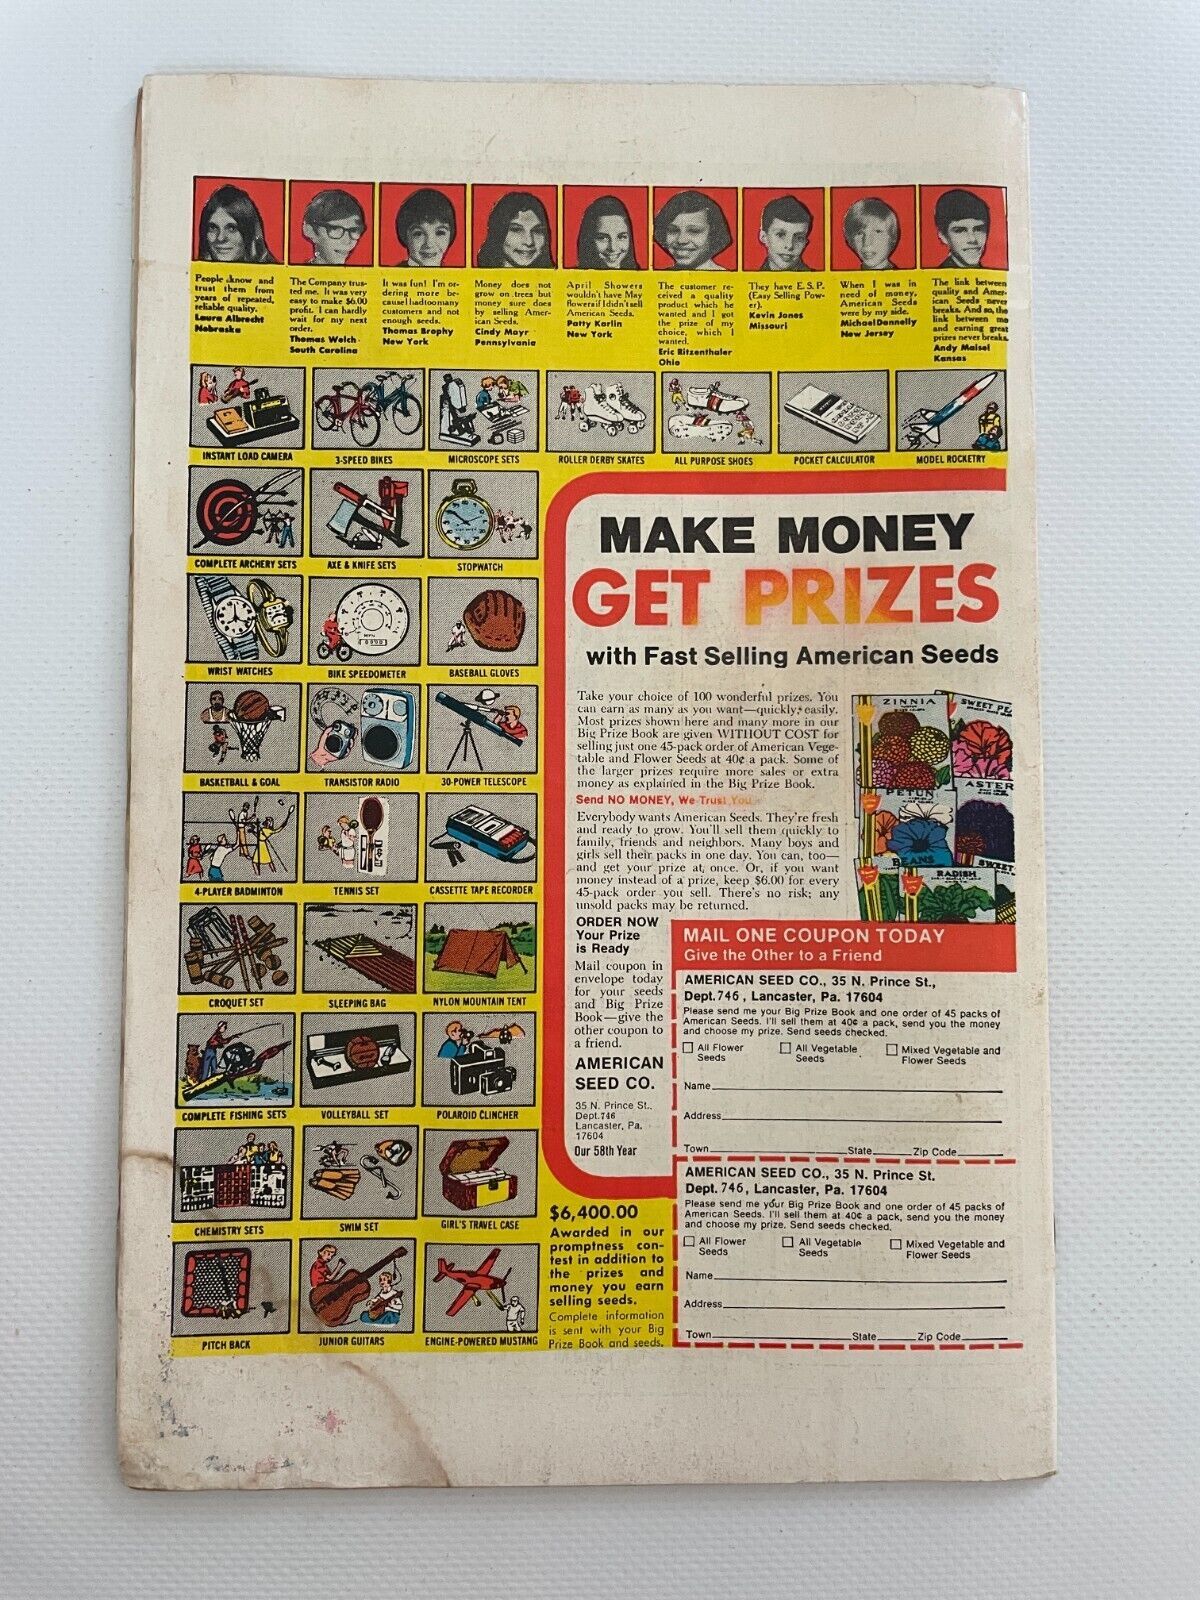 People know and
trust them from
years of repeated,
reliable quality.
Laura Albrecht
Nebraska
The Company trus-
ted me. It was very
easy to make $6.00
profit. I can hardly
wait for my next
order.
Thomas Welch
South Carolina
It was fun! I'm or-
dering more be-
cause I had too many
customers and not
enough seeds.
Thomas Brophy
New York
Money does not
grow on trees but
money sure does
by selling Amer-
ican Seeds.
Cindy Mayr
Pennsylvania
April Showers
wouldn't have May
flowers if I didn't sell
American Seeds.
Patty Karlin
New York
The customer re-
ceived a quality
product which he
wanted and I got
the prize of my
choice, which I
wanted.
Eric Ritzenthaler
Ohio
They have E.S.P.
(Easy Selling Pow-
er).
Kevin Jones
Missouri
When I was in
need of money,
American Seeds
were by my side.
Michael Donnelly
New Jersey
The link between
quality and Amer-
ican Seeds never
breaks. And so, the
link between me
and earning great
prizes never breaks.
Andy Maisel
Kansas
INSTANT LOAD CAMERA
3-SPEED BIKES
MICROSCOPE SETS
ROLLER DERBY SKATES
ALL PURPOSE SHOES
POCKET CALCULATOR
MODEL ROCKETRY
COMPLETE ARCHERY SETS
AXE & KNIFE SETS
STOPWATCH
WRIST WATCHES
BIKE SPEEDOMETER
BASEBALL GLOVES
BASKETBALL & GOAL
TRANSISTOR RADIO
30-POWER TELESCOPE
4-PLAYER BADMINTON
TENNIS SET
CASSETTE TAPE RECORDER
CROQUET SET
SLEEPING BAG
NYLON MOUNTAIN TENT
COMPLETE FISHING SETS
VOLLEYBALL SET
POLAROID CLINCHER
CHEMISTRY SETS
SWIM SET
GIRL'S TRAVEL CASE
PITCH BACK
JUNIOR GUITARS
ENGINE-POWERED MUSTANG
MAKE MONEY
GET PRIZES
with Fast Selling American Seeds
Take your choice of 100 wonderful prizes. You
can earn as many as you want—quickly, easily.
Most prizes shown here and many more in our
Big Prize Book are given WITHOUT COST for
selling just one 45-pack order of American Vege-
table and Flower Seeds at 40¢ a pack. Some of
the larger prizes require more sales or extra
money as explained in the Big Prize Book.
Send NO MONEY, We Trust You
Everybody wants American Seeds. They're fresh
and ready to grow. You'll sell them quickly to
family, friends and neighbors. Many boys and
girls sell their packs in one day. You can, too—
and get your prize at once. Or, if you want
money instead of a prize, keep $6.00 for every
45-pack order you sell. There's no risk; any
unsold packs may be returned.
ZINNIA
SWEET PE
PETUN
ASTER
BEANS
SWEET
RADISH
ORDER NOW
Your Prize
is Ready
Mail coupon in
envelope today
for your seeds
and Big Prize
Book—give the
other coupon to
a friend.
AMERICAN
SEED CO.
35 N. Prince St.,
Dept. 746
Lancaster, Pa.
17604
Our 58th Year
$6,400.00
Awarded in our
promptness con-
test in addition to
the prizes and
money you earn
selling seeds.
Complete information
is sent with your Big
Prize Book and seeds.
MAIL ONE COUPON TODAY
Give the Other to a Friend
AMERICAN SEED CO., 35 N. Prince St.,
Dept. 746, Lancaster, Pa. 17604
Please send me your Big Prize Book and one order of 45 packs of
American Seeds. I'll sell them at 40¢ a pack, send you the money
and choose my prize. Send seeds checked.
All Flower
Seeds
All Vegetable
Seeds
Mixed Vegetable and
Flower Seeds
Name
Address
Town State Zip Code
AMERICAN SEED CO., 35 N. Prince St.
Dept. 746, Lancaster, Pa. 17604
Please send me your Big Prize Book and one order of 45 packs of
American Seeds. I'll sell them at 40¢ a pack, send you the money
and choose my prize. Send seeds checked.
All Flower
Seeds
All Vegetable
Seeds
Mixed Vegetable and
Flower Seeds
Name
Address
Town State Zip Code